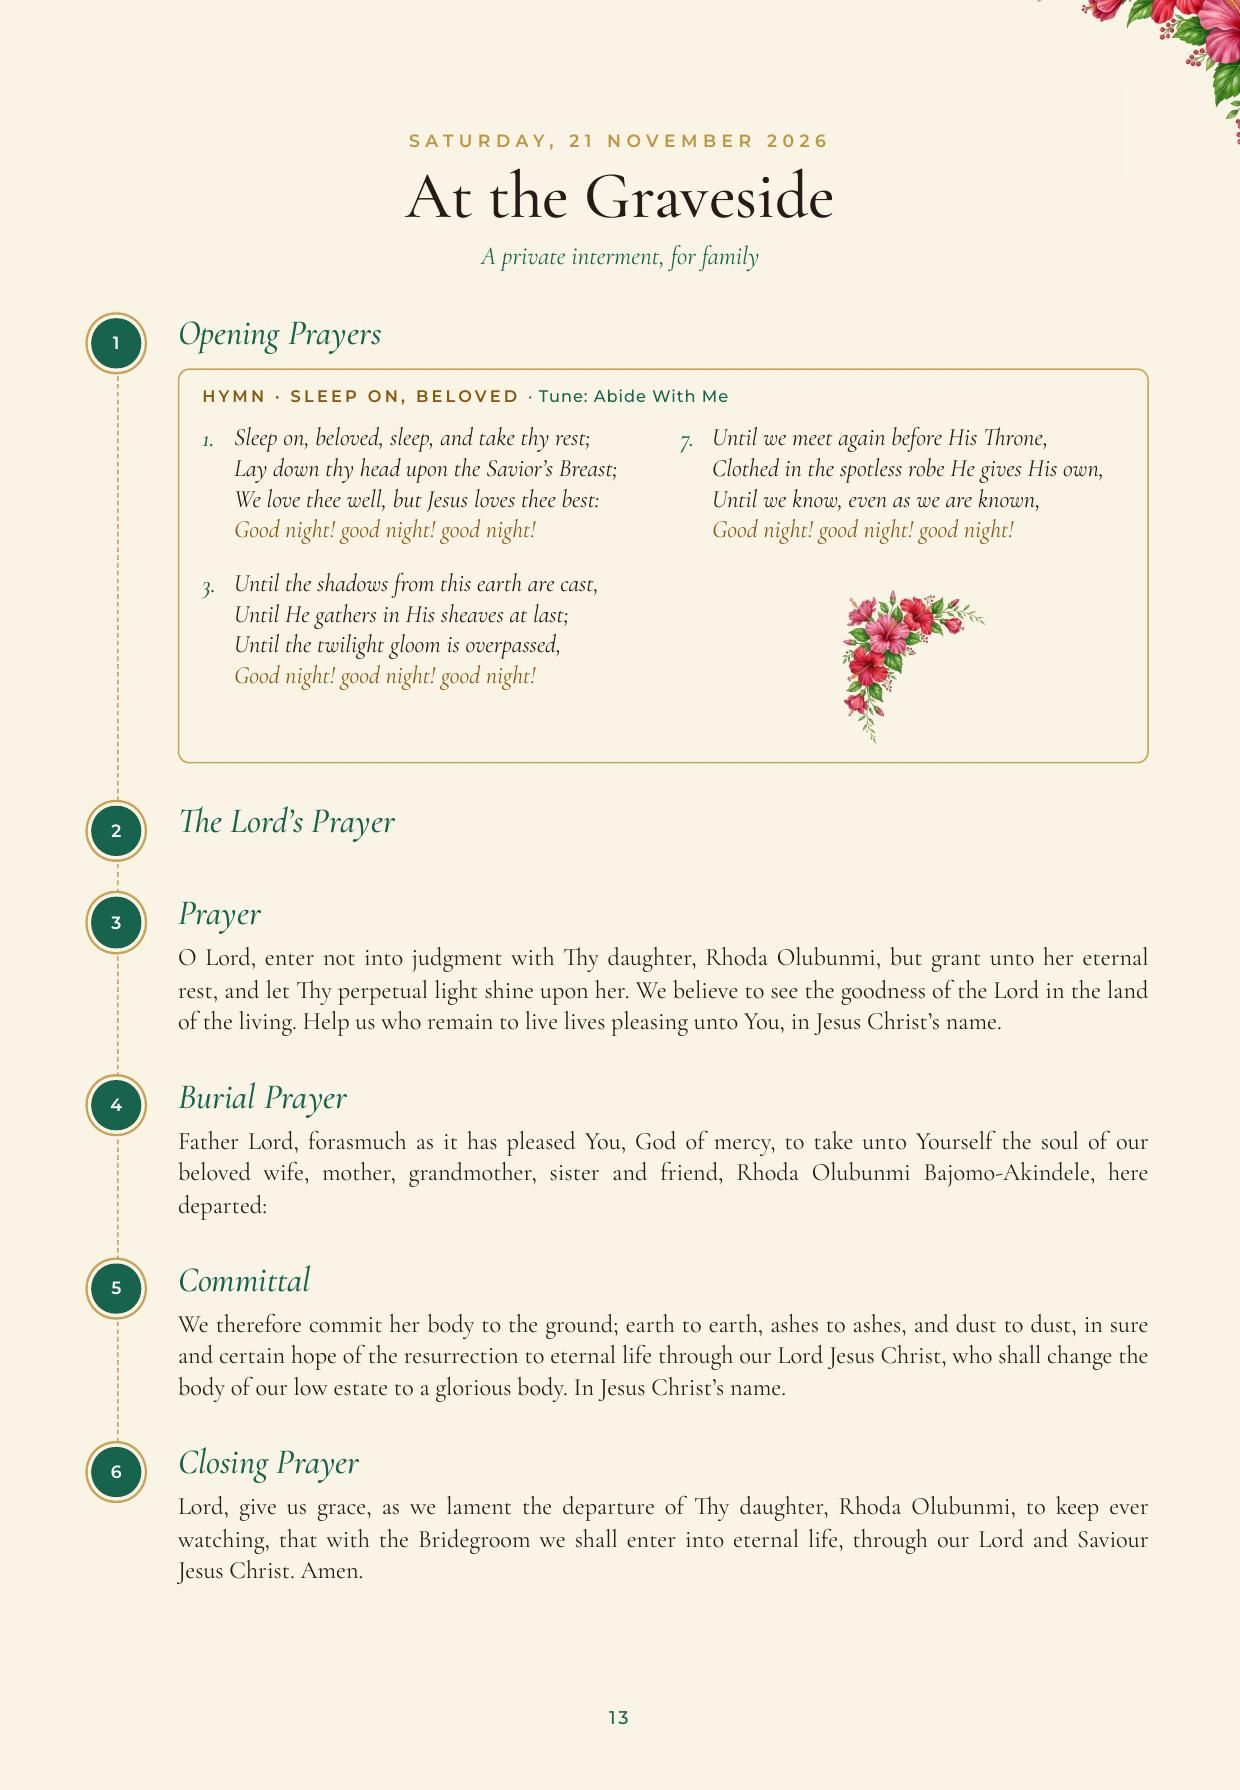 SATURDAY, 21 NOVEMBER 2026
At the Graveside
A private interment, for family
1
Opening Prayers
HYMN · SLEEP ON, BELOVED · Tune: Abide With Me
1. Sleep on, beloved, sleep, and take thy rest;
Lay down thy head upon the Savior’s Breast;
We love thee well, but Jesus loves thee best:
Good night! good night! good night!
3. Until the shadows from this earth are cast,
Until He gathers in His sheaves at last;
Until the twilight gloom is overpassed,
Good night! good night! good night!
7. Until we meet again before His Throne,
Clothed in the spotless robe He gives His own,
Until we know, even as we are known,
Good night! good night! good night!
2
The Lord’s Prayer
3
Prayer
O Lord, enter not into judgment with Thy daughter, Rhoda Olubunmi, but grant unto her eternal
rest, and let Thy perpetual light shine upon her. We believe to see the goodness of the Lord in the land
of the living. Help us who remain to live lives pleasing unto You, in Jesus Christ’s name.
4
Burial Prayer
Father Lord, forasmuch as it has pleased You, God of mercy, to take unto Yourself the soul of our
beloved wife, mother, grandmother, sister and friend, Rhoda Olubunmi Bajomo-Akindele, here
departed:
5
Committal
We therefore commit her body to the ground; earth to earth, ashes to ashes, and dust to dust, in sure
and certain hope of the resurrection to eternal life through our Lord Jesus Christ, who shall change the
body of our low estate to a glorious body. In Jesus Christ’s name.
6
Closing Prayer
Lord, give us grace, as we lament the departure of Thy daughter, Rhoda Olubunmi, to keep ever
watching, that with the Bridegroom we shall enter into eternal life, through our Lord and Saviour
Jesus Christ. Amen.
13